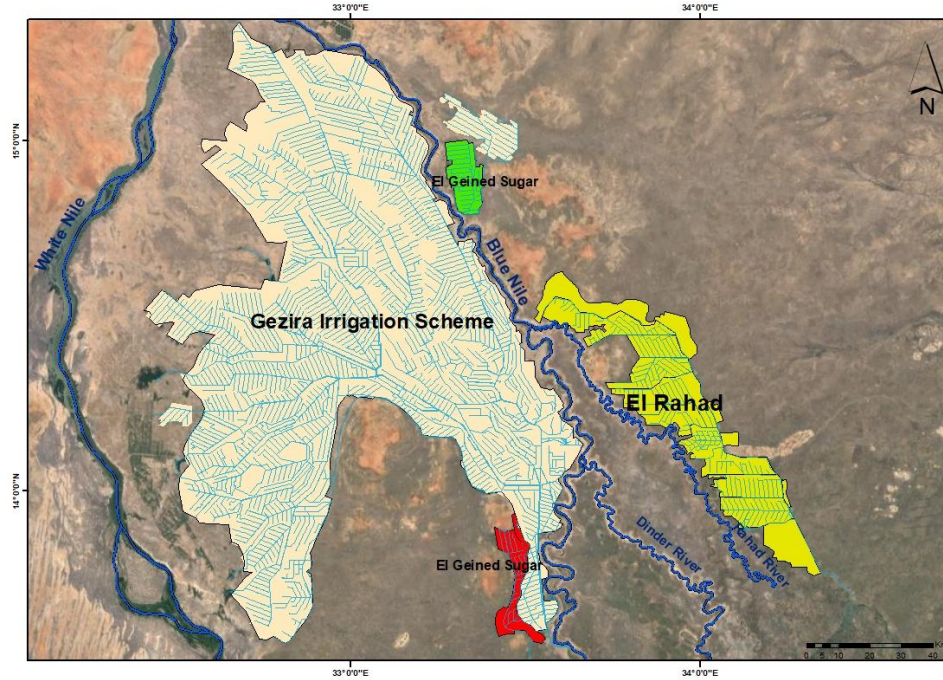 33°0'0"E
34°0'0"E
15°0'0"N
N
El Geined Sugar
White Nile
Blue Nile
Gezira Irrigation Scheme
El Rahad
14°0'0"N
Dinder River
Rahad River
El Geined Sugar
0 5 10 20 30 40
33°0'0"E
34°0'0"E